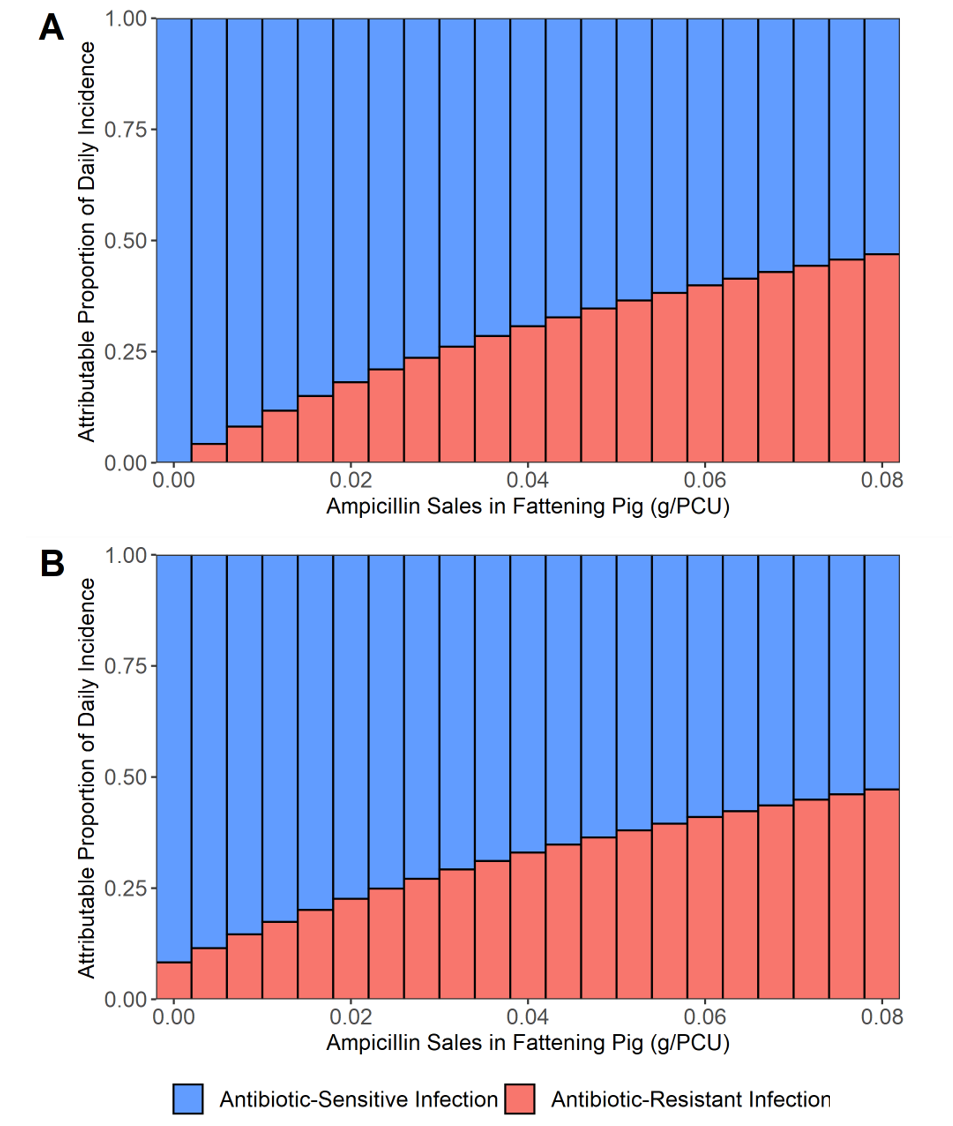 A
Attributable Proportion of Daily Incidence
1.00
0.75
0.50
0.25
0.00
0.00 0.02 0.04 0.06 0.08
Ampicillin Sales in Fattening Pig (g/PCU)
B
Attributable Proportion of Daily Incidence
1.00
0.75
0.50
0.25
0.00
0.00 0.02 0.04 0.06 0.08
Ampicillin Sales in Fattening Pig (g/PCU)
Antibiotic-Sensitive Infection Antibiotic-Resistant Infection